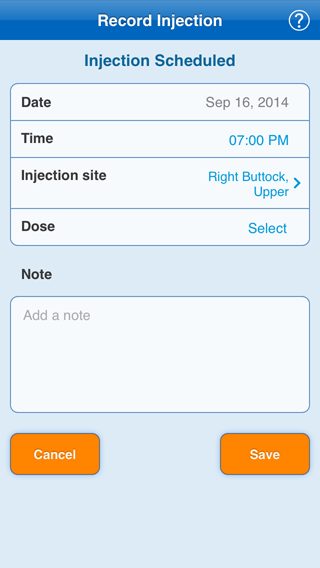 Record Injection ?
Injection Scheduled
Date Sep 16, 2014
Time 07:00 PM
Injection site Right Buttock,
Upper
Dose Select
Note
Add a note
Cancel Save